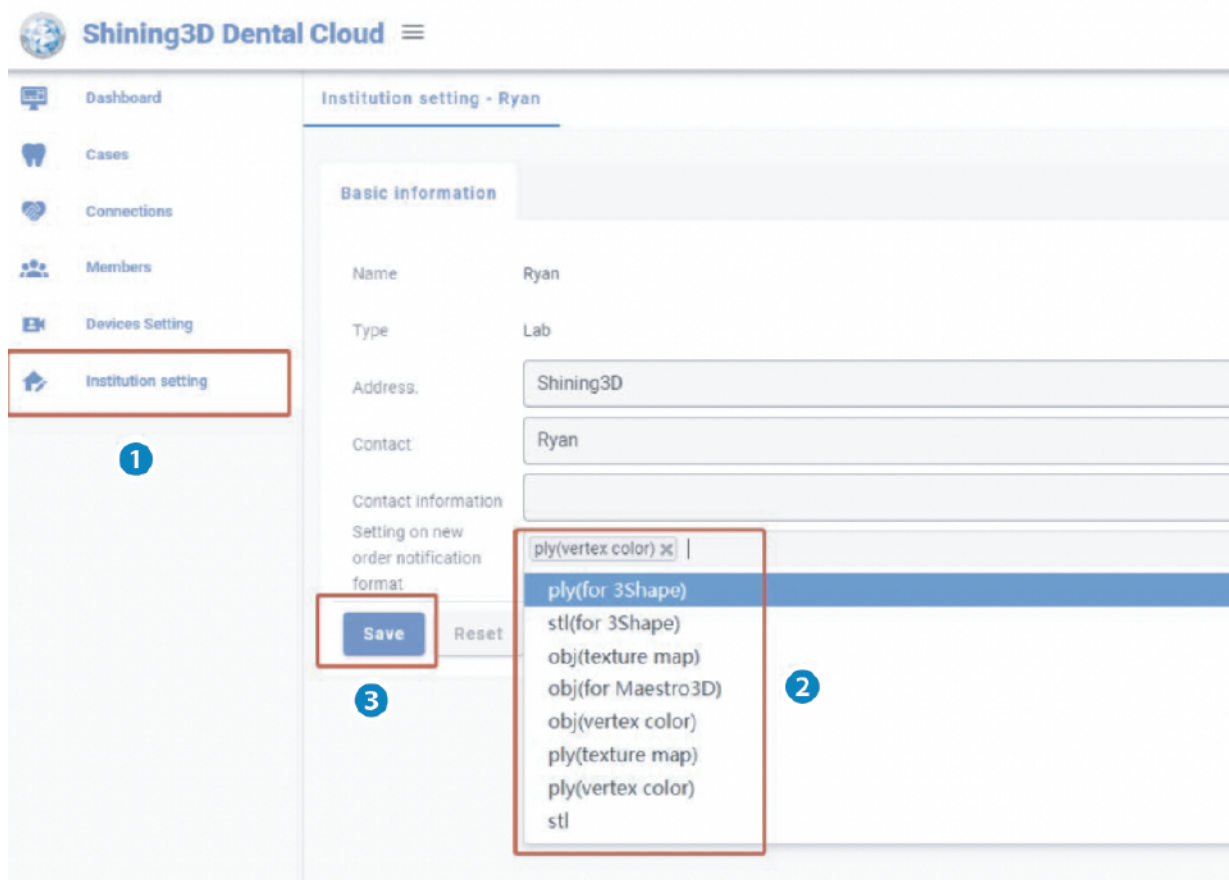 Shining3D Dental Cloud
Dashboard
Cases
Connections
Members
Devices Setting
Institution setting
1
Institution setting - Ryan
Basic information
Name Ryan
Type Lab
Address. Shining3D
Contact Ryan
Contact information
Setting on new
order notification
format
ply(vertex color)
ply(for 3Shape)
stl(for 3Shape)
obj(texture map)
obj(for Maestro3D)
obj(vertex color)
ply(texture map)
ply(vertex color)
stl
2
Save Reset
3